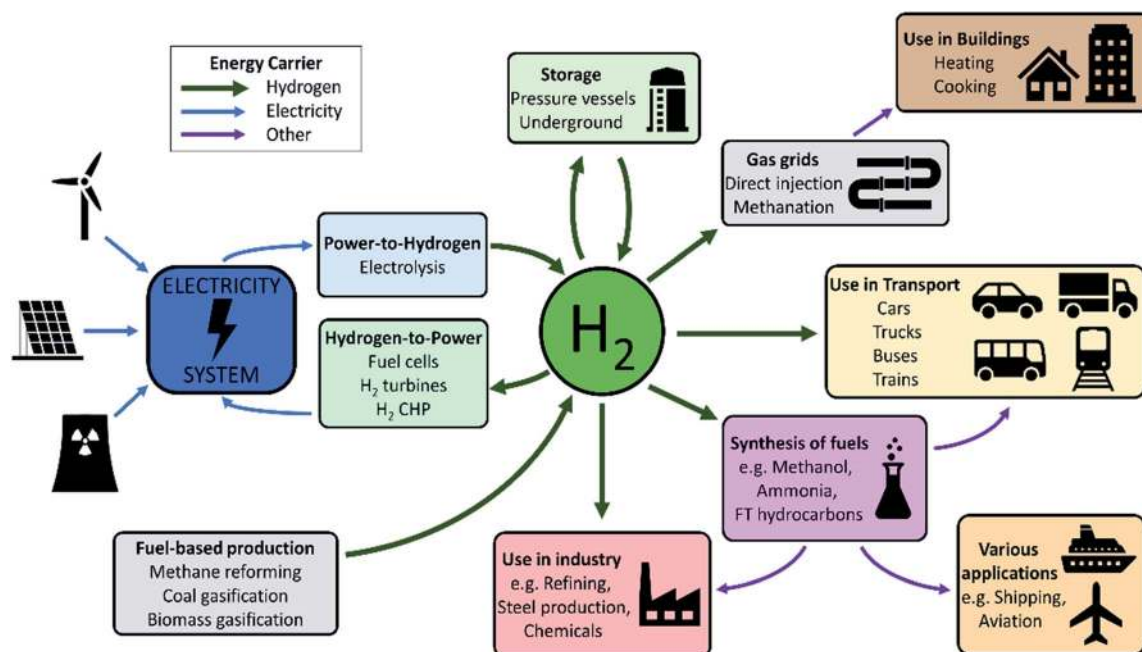 Energy Carrier
Hydrogen
Electricity
Other
Storage
Pressure vessels
Underground
Use in Buildings
Heating
Cooking
Gas grids
Direct injection
Methanation
Power-to-Hydrogen
Electrolysis
ELECTRICITY
SYSTEM
Hydrogen-to-Power
Fuel cells
H₂ turbines
H₂ CHP
H₂
Use in Transport
Cars
Trucks
Buses
Trains
Synthesis of fuels
e.g. Methanol,
Ammonia,
FT hydrocarbons
Fuel-based production
Methane reforming
Coal gasification
Biomass gasification
Use in industry
e.g. Refining,
Steel production,
Chemicals
Various
applications
e.g. Shipping,
Aviation